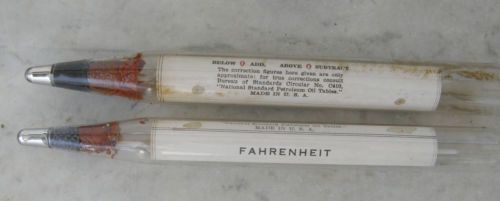 BELOW 0 ADD, ABOVE 0 SUBTRACT.
The correction figures here given are only
approximate; for true corrections consult
Bureau of Standards Circular No. C410,
"National Standard Petroleum Oil Tables."
MADE IN U. S. A.
MADE IN U. S. A.
FAHRENHEIT